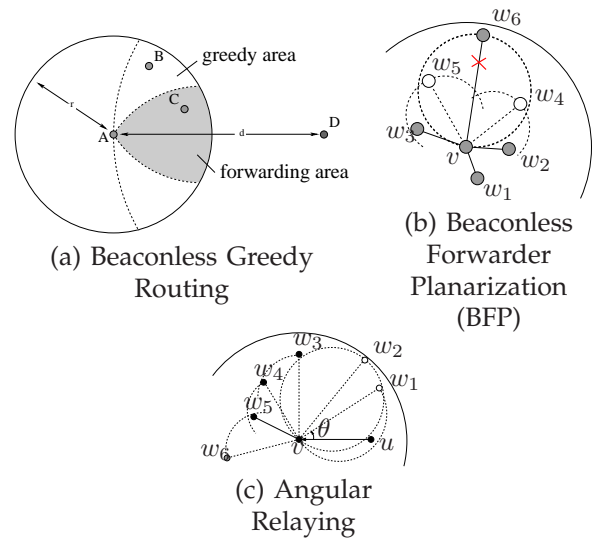 B
greedy area
r
C
A
d
D
forwarding area
(a) Beaconless Greedy
Routing
w₆
w₅
w₄
w₃
v
w₂
w₁
(b) Beaconless
Forwarder
Planarization
(BFP)
w₃
w₂
w₄
w₁
w₅
θ
w₆
v
u
(c) Angular
Relaying